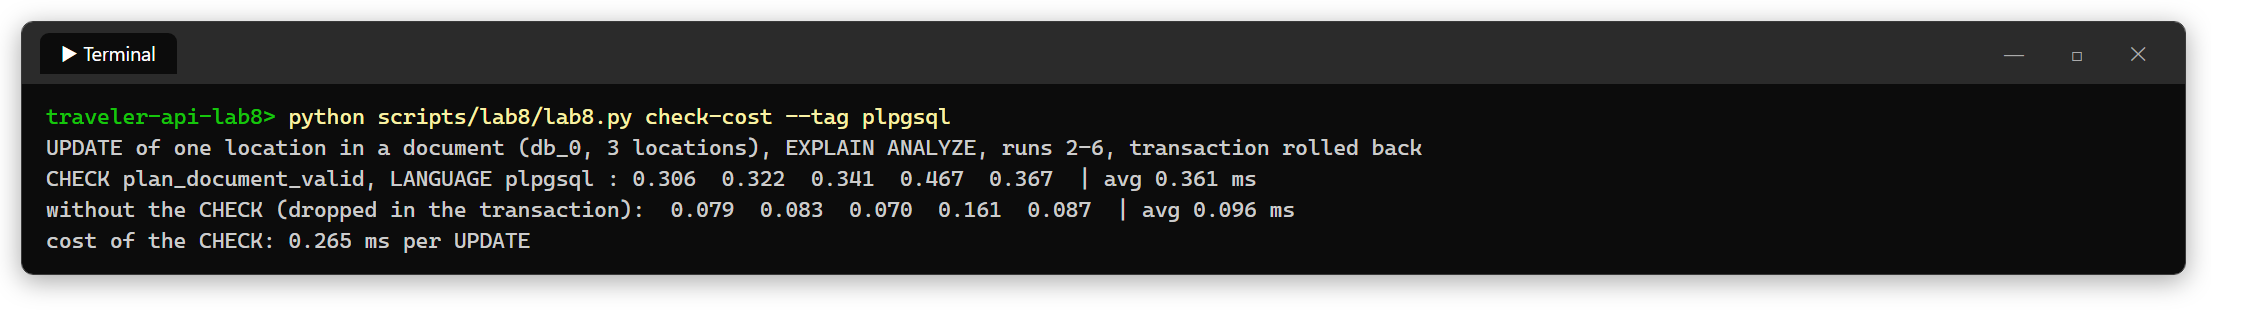 ▶ Terminal
traveler-api-lab8> python scripts/lab8/lab8.py check-cost --tag plpgsql
UPDATE of one location in a document (db_0, 3 locations), EXPLAIN ANALYZE, runs 2-6, transaction rolled back
CHECK plan_document_valid, LANGUAGE plpgsql : 0.306  0.322  0.341  0.467  0.367  | avg 0.361 ms
without the CHECK (dropped in the transaction):  0.079  0.083  0.070  0.161  0.087  | avg 0.096 ms
cost of the CHECK: 0.265 ms per UPDATE